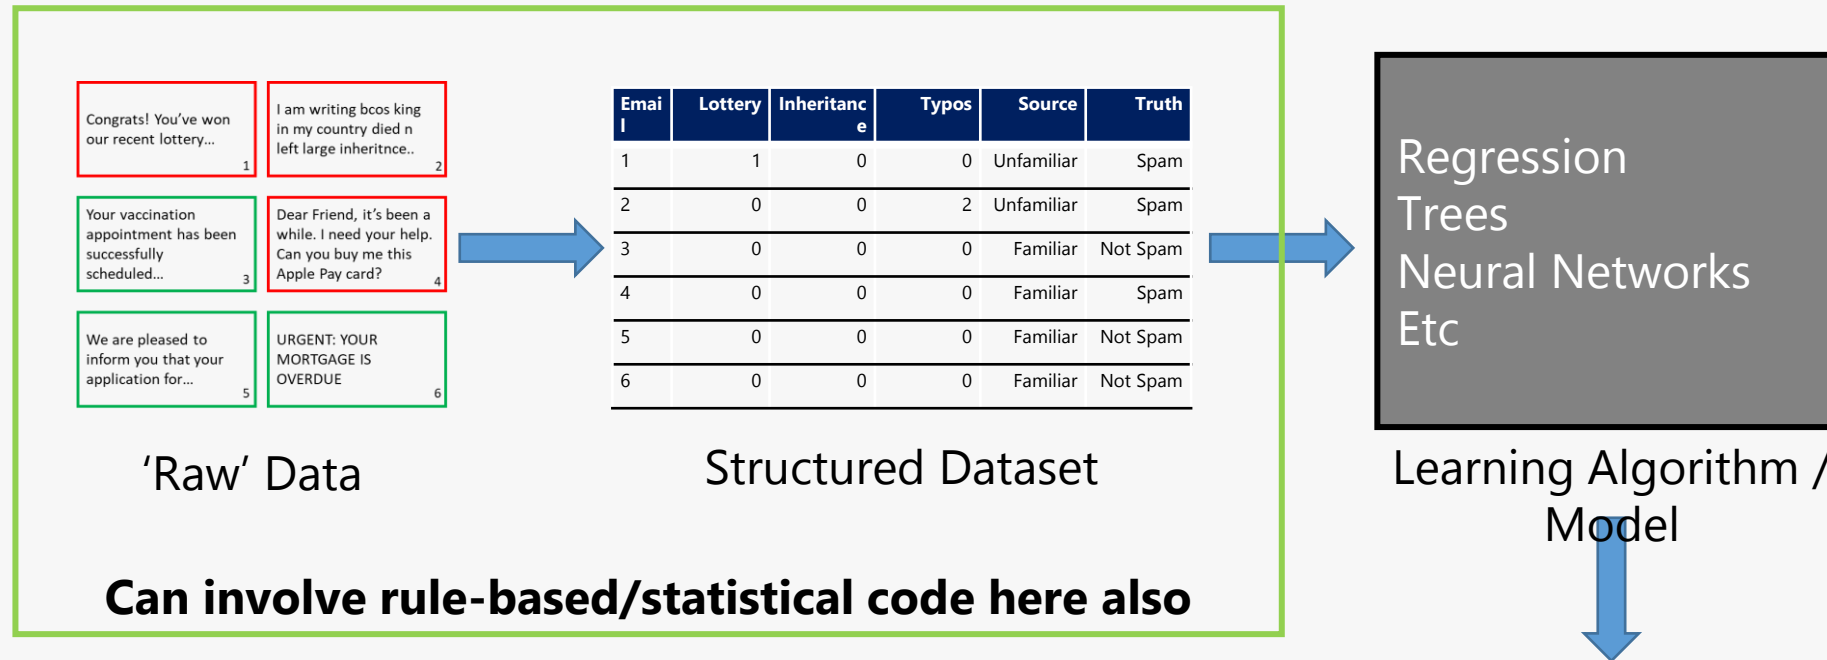 Congrats! You’ve won
our recent lottery...
1
I am writing bcos king
in my country died n
left large inheritnce..
2
Your vaccination
appointment has been
successfully
scheduled...
3
Dear Friend, it’s been a
while. I need your help.
Can you buy me this
Apple Pay card?
4
We are pleased to
inform you that your
application for...
5
URGENT: YOUR
MORTGAGE IS
OVERDUE
6
‘Raw’ Data
Emai Lottery Inheritanc Typos Source Truth
l e
1 1 0 0 Unfamiliar Spam
2 0 0 2 Unfamiliar Spam
3 0 0 0 Familiar Not Spam
4 0 0 0 Familiar Spam
5 0 0 0 Familiar Not Spam
6 0 0 0 Familiar Not Spam
Structured Dataset
Can involve rule-based/statistical code here also
Regression
Trees
Neural Networks
Etc
Learning Algorithm /
Model